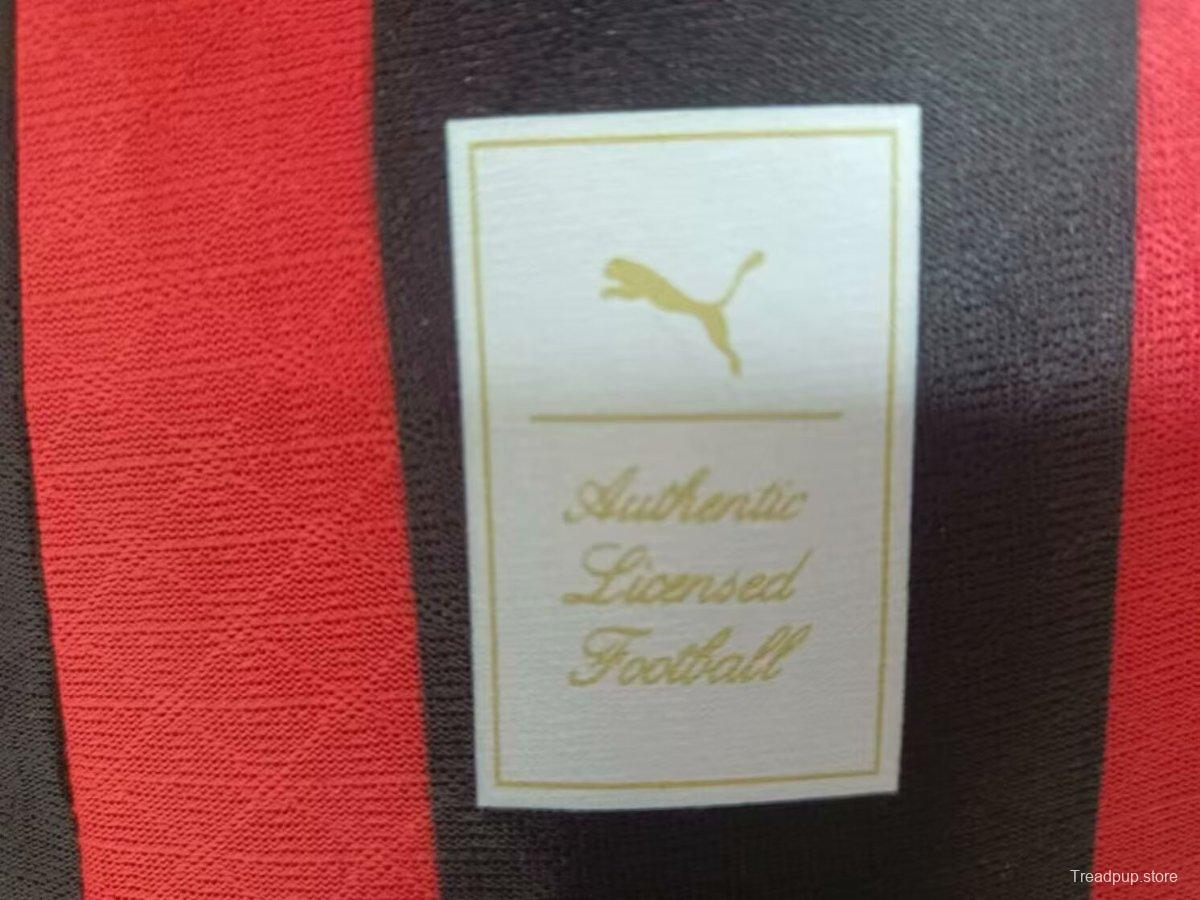 Authentic
Licensed
Football
Treadpup.store